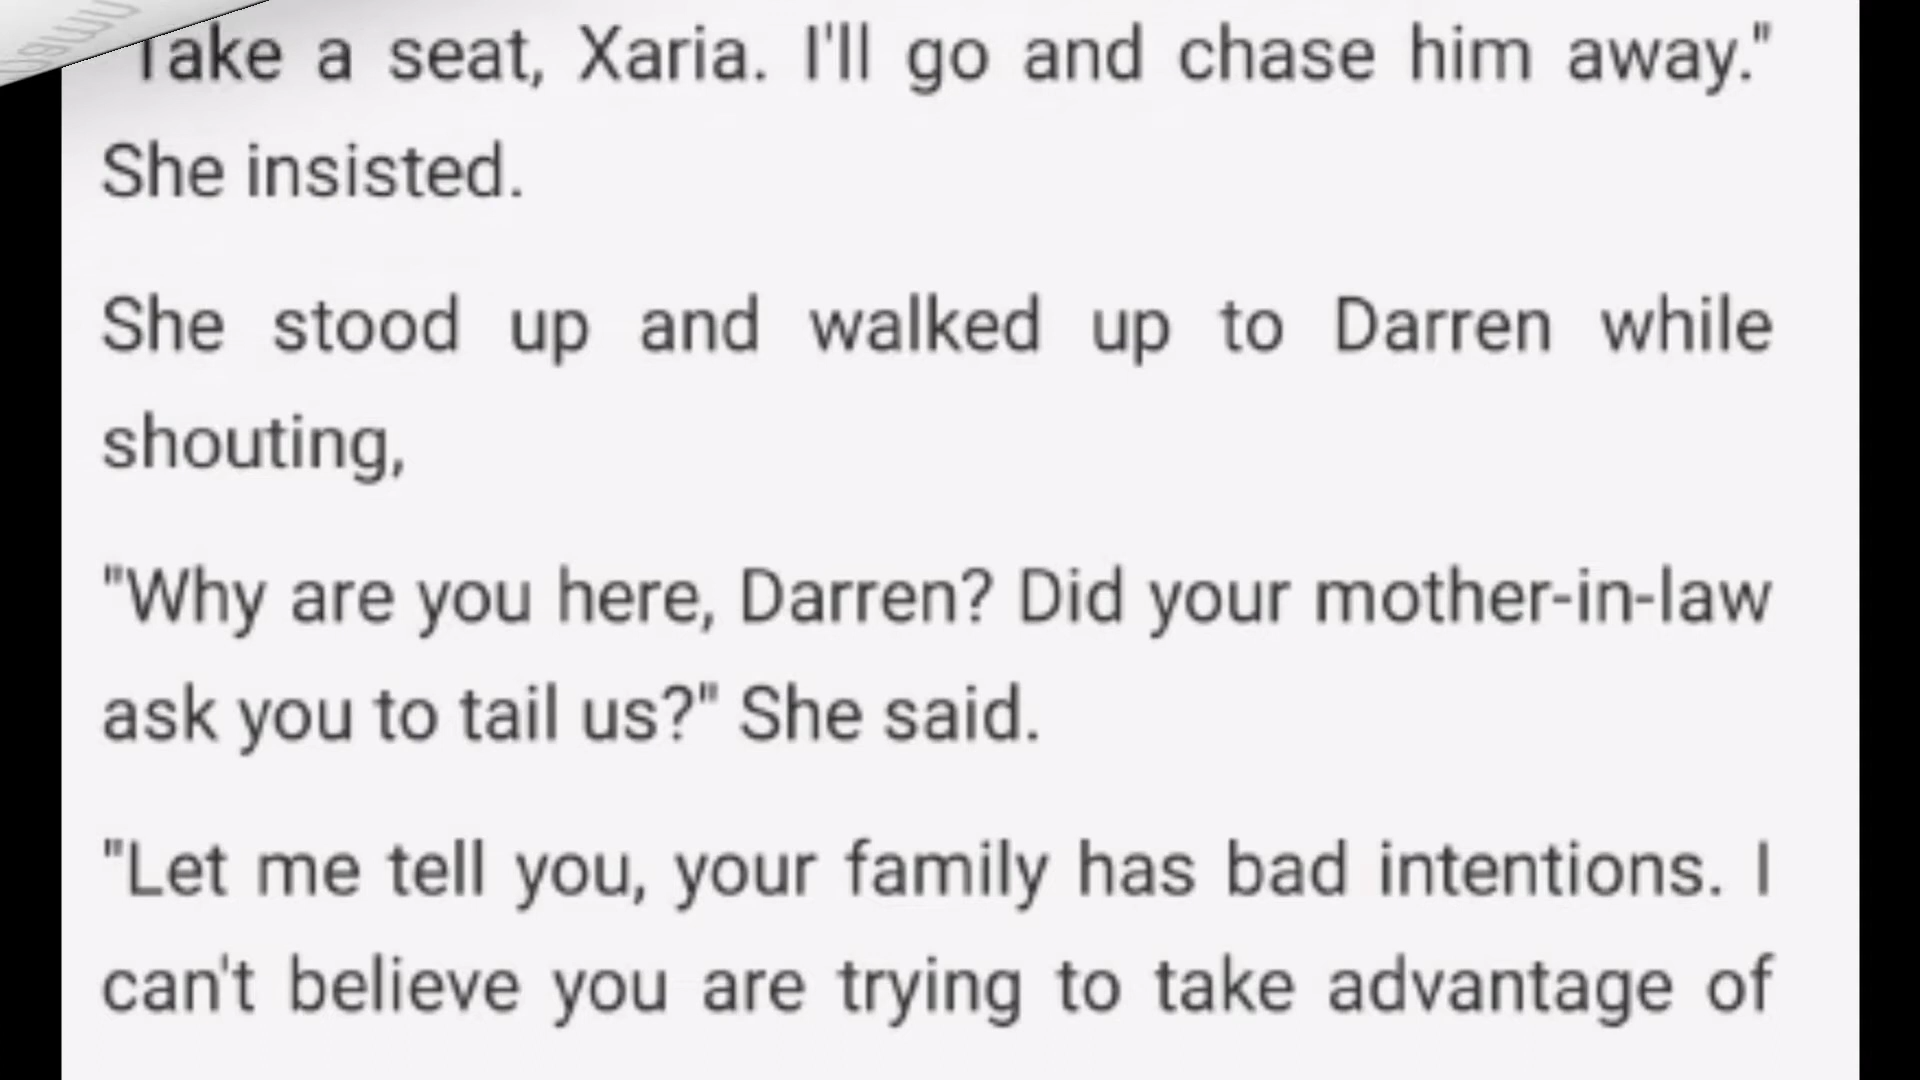 Take a seat, Xaria. I'll go and chase him away."
She insisted.
She stood up and walked up to Darren while
shouting,
"Why are you here, Darren? Did your mother-in-law
ask you to tail us?" She said.
"Let me tell you, your family has bad intentions. I
can't believe you are trying to take advantage of